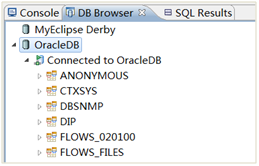 Console DB Browser SQL Results
MyEclipse Derby
OracleDB
Connected to OracleDB
ANONYMOUS
CTXSYS
DBSNMP
DIP
FLOWS_020100
FLOWS_FILES